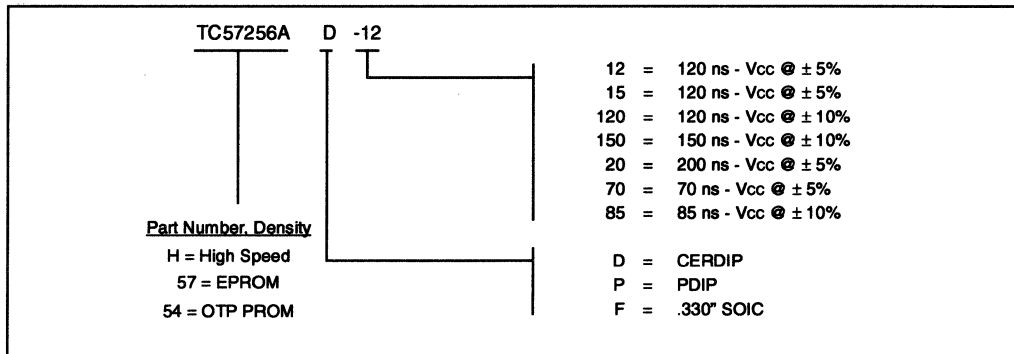 TC57256A D -12
12 = 120 ns - Vcc @ ± 5%
15 = 120 ns - Vcc @ ± 5%
120 = 120 ns - Vcc @ ± 10%
150 = 150 ns - Vcc @ ± 10%
20 = 200 ns - Vcc @ ± 5%
70 = 70 ns - Vcc @ ± 5%
85 = 85 ns - Vcc @ ± 10%
Part Number, Density
H = High Speed
57 = EPROM
54 = OTP PROM
D = CERDIP
P = PDIP
F = .330" SOIC